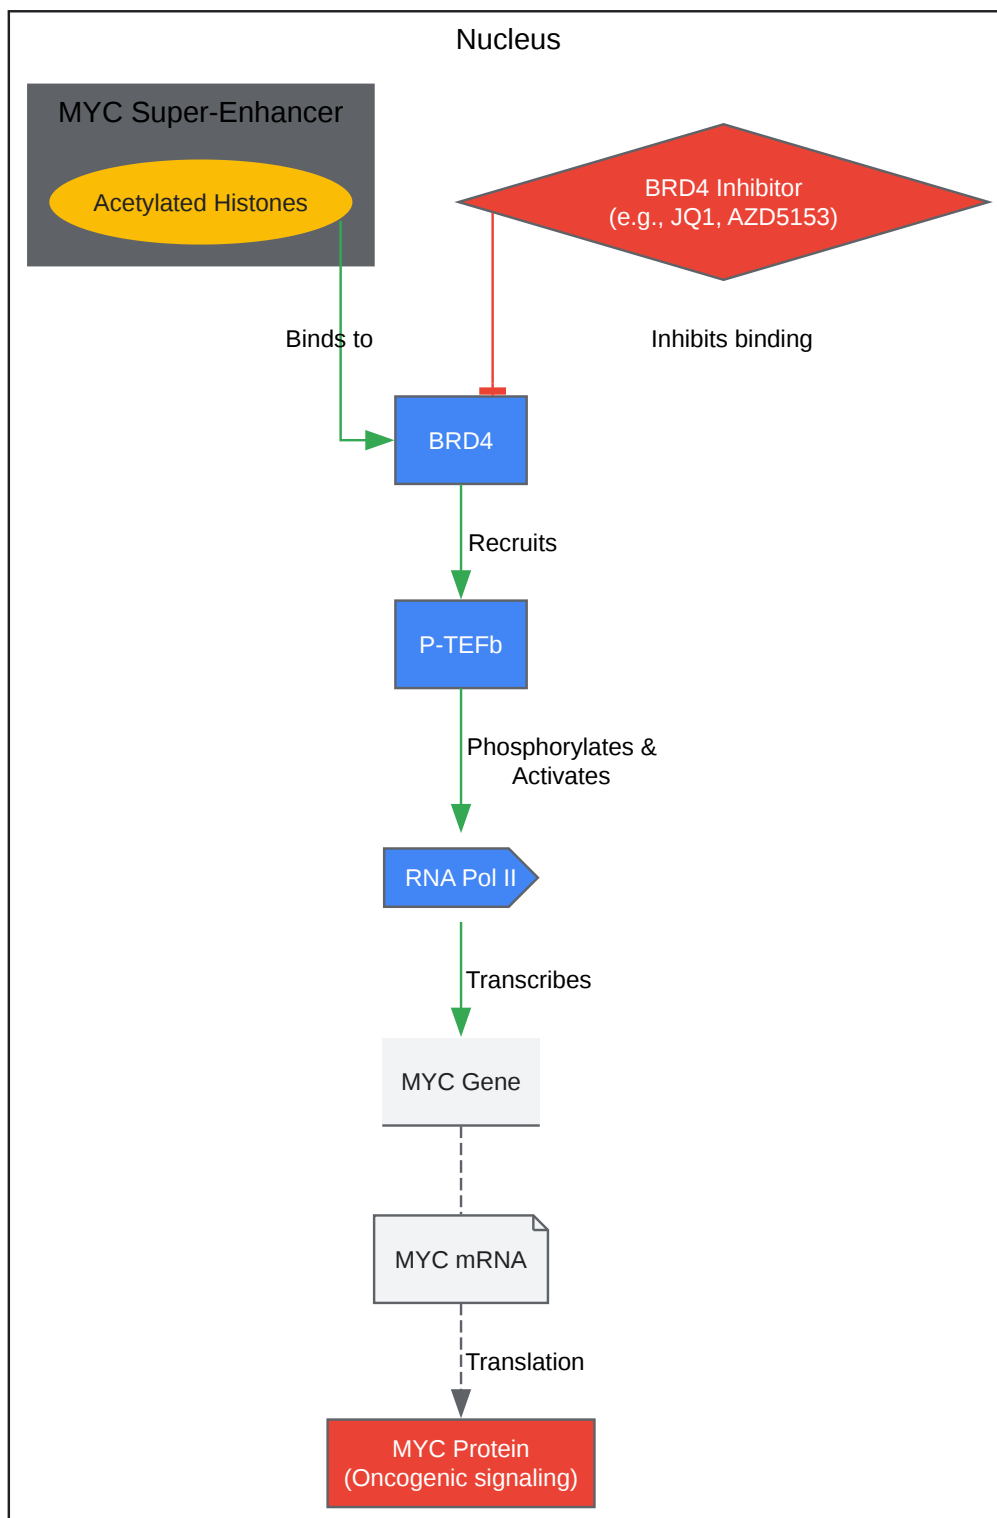 Nucleus
MYC Super-Enhancer
Acetylated Histones
BRD4 Inhibitor
(e.g., JQ1, AZD5153)
Binds to
Inhibits binding
BRD4
Recruits
P-TEFb
Phosphorylates &
Activates
RNA Pol II
Transcribes
MYC Gene
MYC mRNA
Translation
MYC Protein
(Oncogenic signaling)